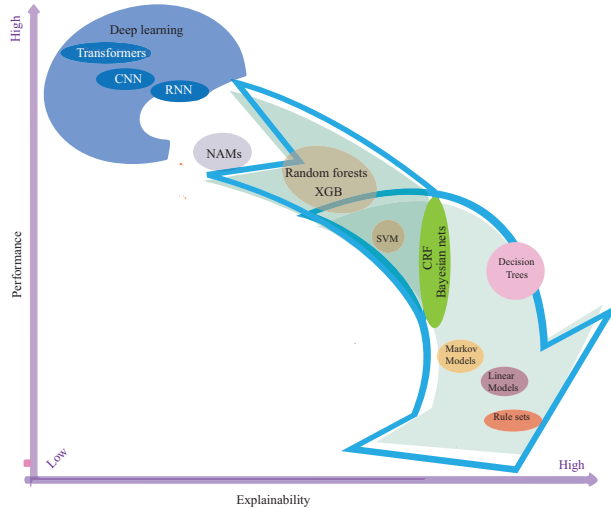 High
Deep learning
Transformers
CNN
RNN
NAMs
Random forests
XGB
SVM
CRF
Bayesian nets
Decision
Trees
Markov
Models
Linear
Models
Rule sets
Performance
Low
High
Explainability